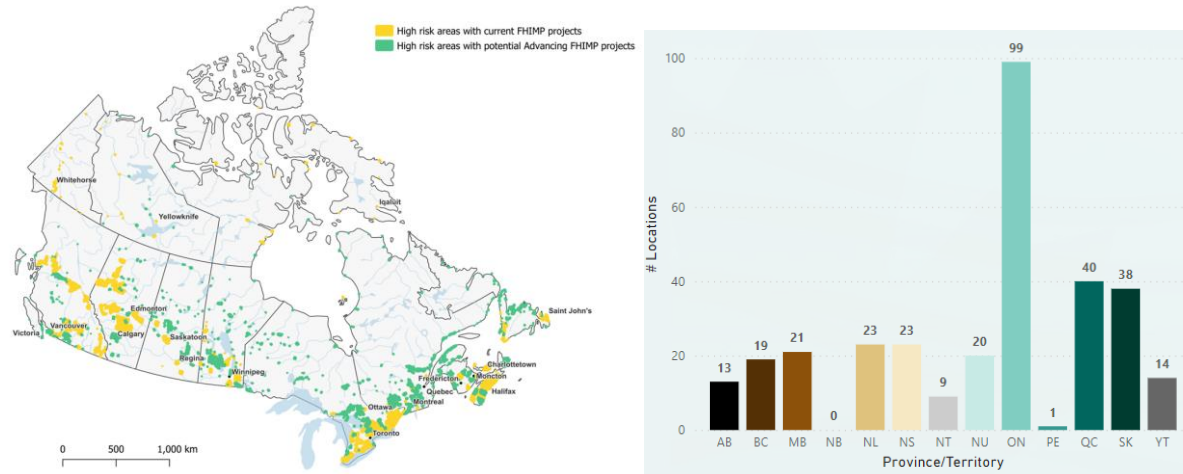 High risk areas with current FHIMP projects
High risk areas with potential Advancing FHIMP projects
Whitehorse
Yellowknife
Iqaluit
Saint John's
Edmonton
Vancouver
Victoria
Calgary
Saskatoon
Regina
Winnipeg
Charlottetown
Fredericton
Moncton
Quebec
Halifax
Montreal
Ottawa
Toronto
0 500 1,000 km
# Locations
100
80
60
40
20
0
13
19
21
0
23
23
9
20
99
1
40
38
14
AB BC MB NB NL NS NT NU ON PE QC SK YT
Province/Territory